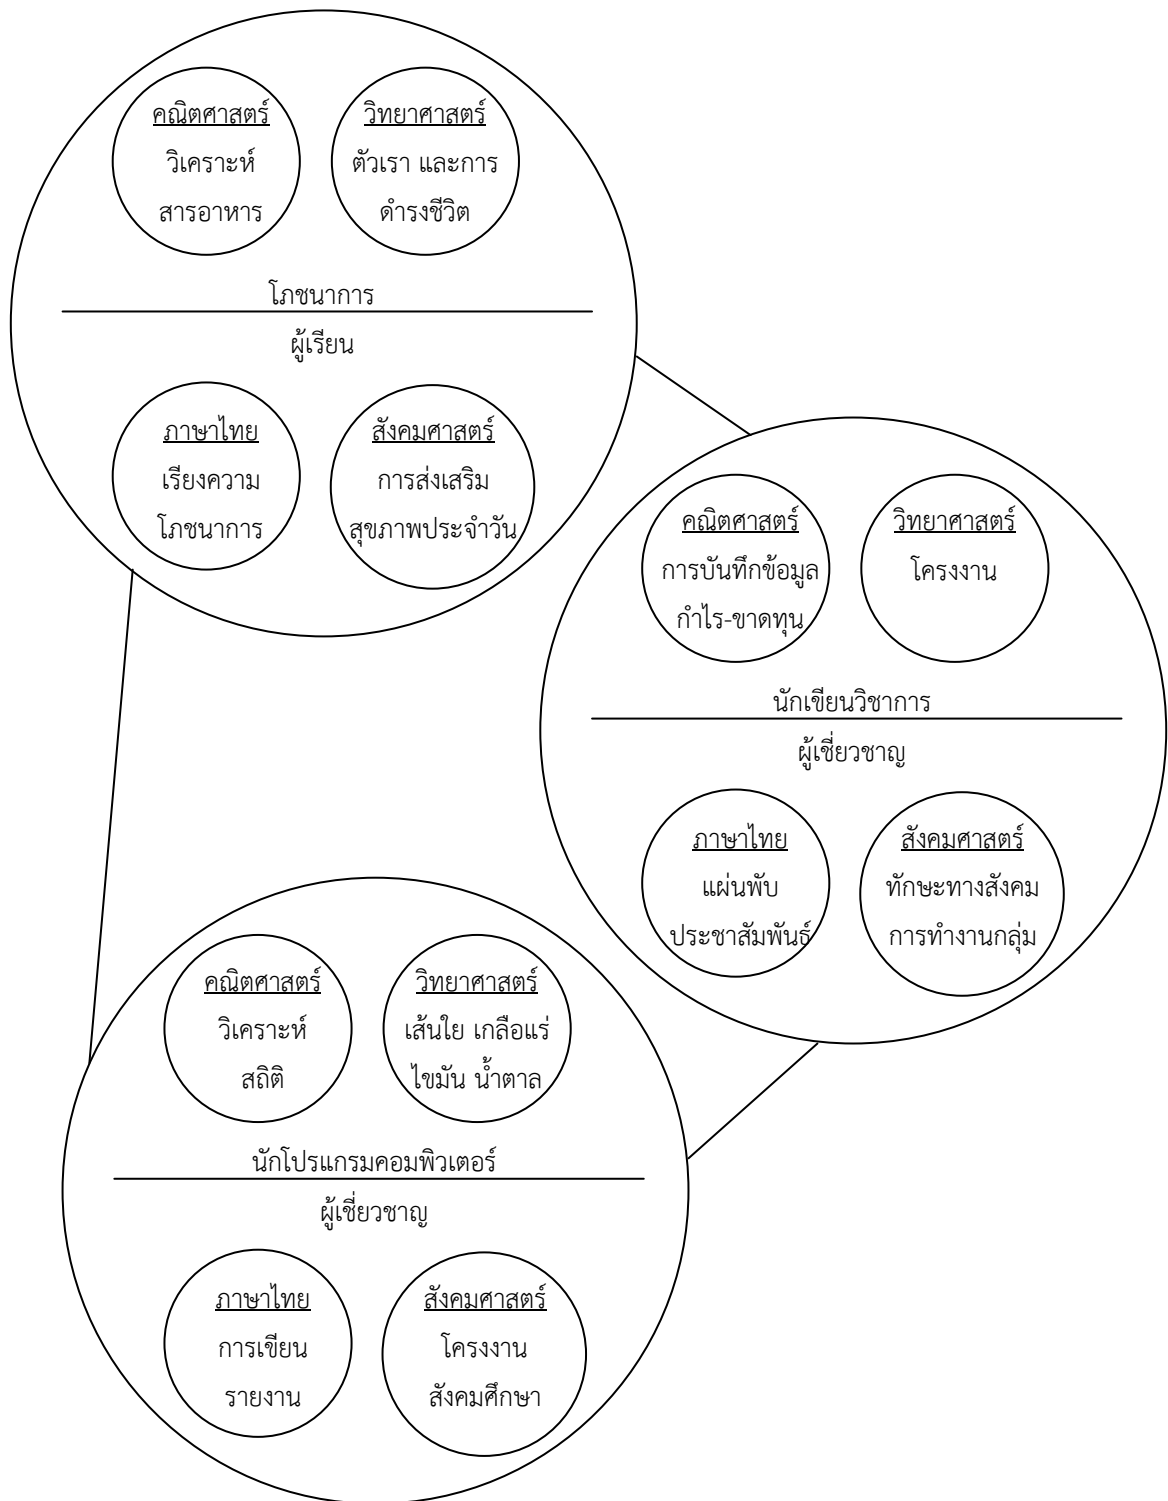 คณิตศาสตร์
วิเคราะห์
สารอาหาร
วิทยาศาสตร์
ตัวเรา และการ
ดำรงชีวิต
โภชนาการ
ผู้เรียน
ภาษาไทย
เรียงความ
โภชนาการ
สังคมศาสตร์
การส่งเสริม
สุขภาพประจำวัน
คณิตศาสตร์
การบันทึกข้อมูล
กำไร-ขาดทุน
วิทยาศาสตร์
โครงงาน
นักเขียนวิชาการ
ผู้เชี่ยวชาญ
ภาษาไทย
แผ่นพับ
ประชาสัมพันธ์
สังคมศาสตร์
ทักษะทางสังคม
การทำงานกลุ่ม
คณิตศาสตร์
วิเคราะห์
สถิติ
วิทยาศาสตร์
เส้นใย เกลือแร่
ไขมัน น้ำตาล
นักโปรแกรมคอมพิวเตอร์
ผู้เชี่ยวชาญ
ภาษาไทย
การเขียน
รายงาน
สังคมศาสตร์
โครงงาน
สังคมศึกษา